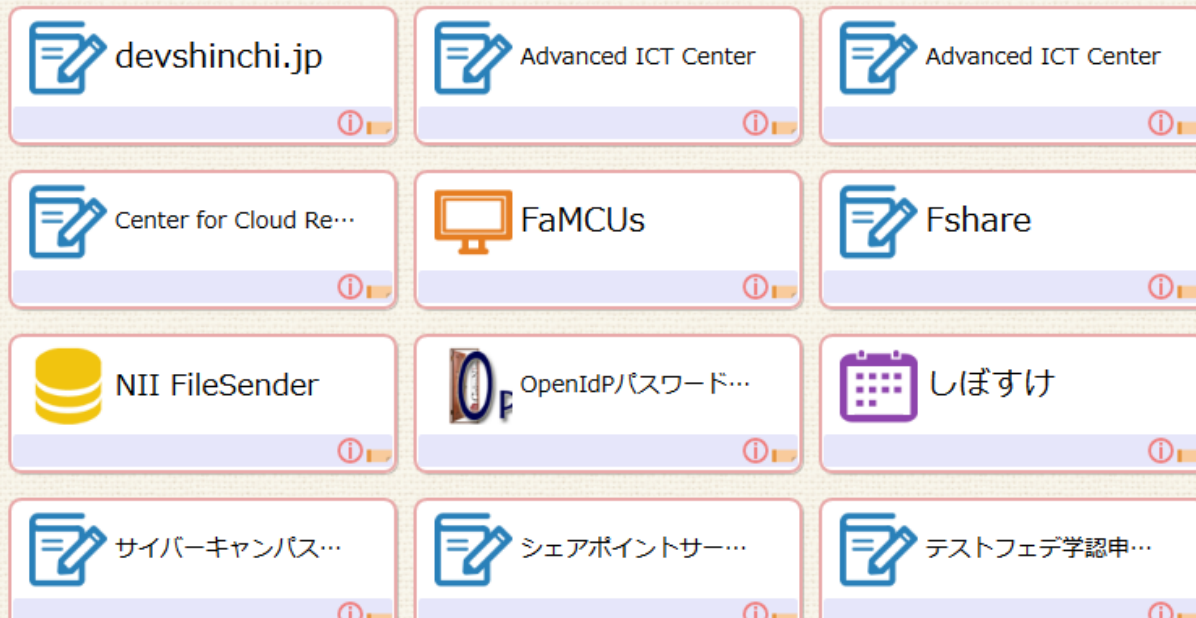 devshinchi.jp
Advanced ICT Center
Advanced ICT Center
Center for Cloud Re…
FaMCUs
Fshare
NII FileSender
OpenIdPパスワード…
しぼすけ
サイバーキャンパス…
シェアポイントサー…
テストフェデ学認申…